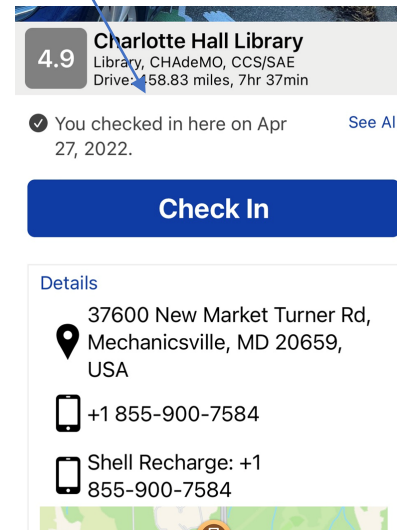 4.9
Charlotte Hall Library
Library, CHAdeMO, CCS/SAE
Drive: 458.83 miles, 7hr 37min
You checked in here on Apr
27, 2022.
See Al
Check In
Details
37600 New Market Turner Rd,
Mechanicsville, MD 20659,
USA
+1 855-900-7584
Shell Recharge: +1
855-900-7584